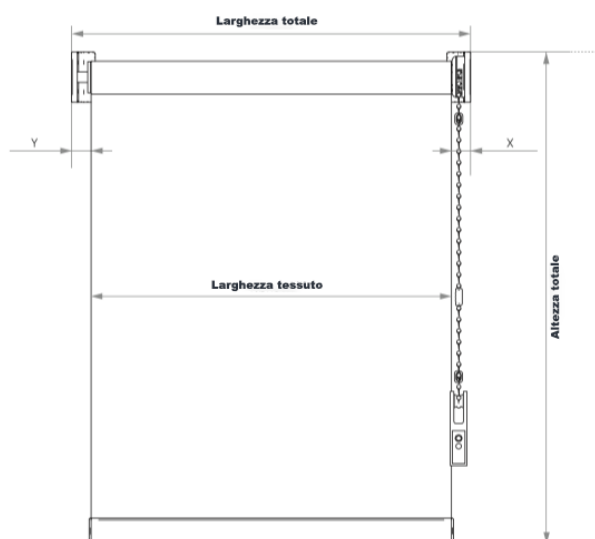 Larghezza totale
Y
X
Larghezza tessuto
Altezza totale